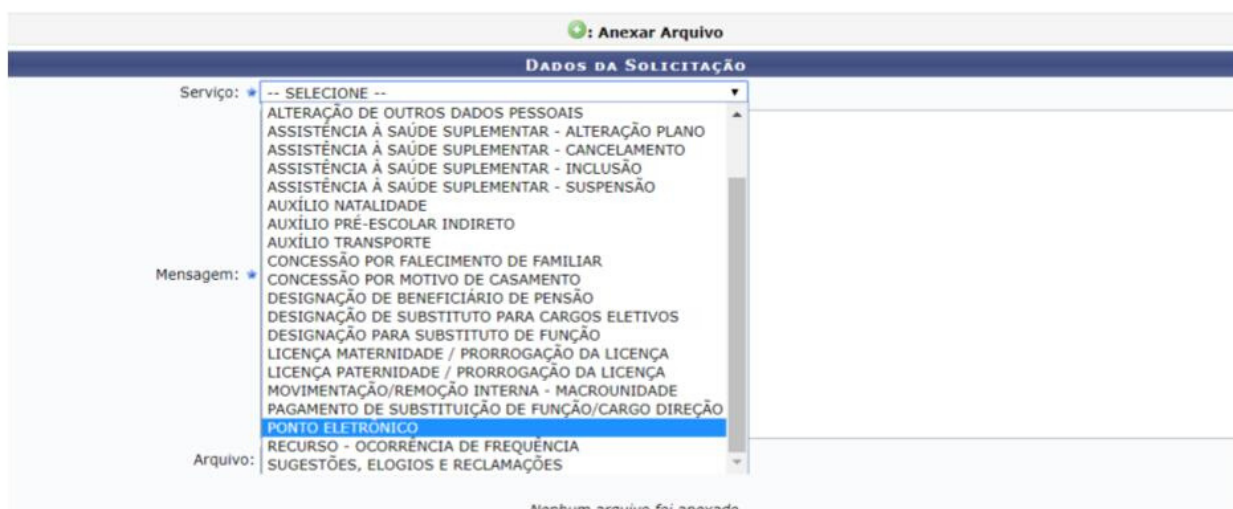 : Anexar Arquivo
DADOS DA SOLICITAÇÃO
Serviço: -- SELECIONE --
ALTERAÇÃO DE OUTROS DADOS PESSOAIS
ASSISTÊNCIA À SAÚDE SUPLEMENTAR - ALTERAÇÃO PLANO
ASSISTÊNCIA À SAÚDE SUPLEMENTAR - CANCELAMENTO
ASSISTÊNCIA À SAÚDE SUPLEMENTAR - INCLUSÃO
ASSISTÊNCIA À SAÚDE SUPLEMENTAR - SUSPENSÃO
AUXÍLIO NATALIDADE
AUXÍLIO PRÉ-ESCOLAR INDIRETO
AUXÍLIO TRANSPORTE
CONCESSÃO POR FALECIMENTO DE FAMILIAR
Mensagem:
CONCESSÃO POR MOTIVO DE CASAMENTO
DESIGNAÇÃO DE BENEFICIÁRIO DE PENSÃO
DESIGNAÇÃO DE SUBSTITUTO PARA CARGOS ELETIVOS
DESIGNAÇÃO PARA SUBSTITUTO DE FUNÇÃO
LICENÇA MATERNIDADE / PRORROGAÇÃO DA LICENÇA
LICENÇA PATERNIDADE / PRORROGAÇÃO DA LICENÇA
MOVIMENTAÇÃO/REMOÇÃO INTERNA - MACROUNIDADE
PAGAMENTO DE SUBSTITUIÇÃO DE FUNÇÃO/CARGO DIREÇÃO
PONTO ELETRÔNICO
RECURSO - OCORRÊNCIA DE FREQUÊNCIA
Arquivo:
SUGESTÕES, ELOGIOS E RECLAMAÇÕES
Nenhum arquivo foi anexado